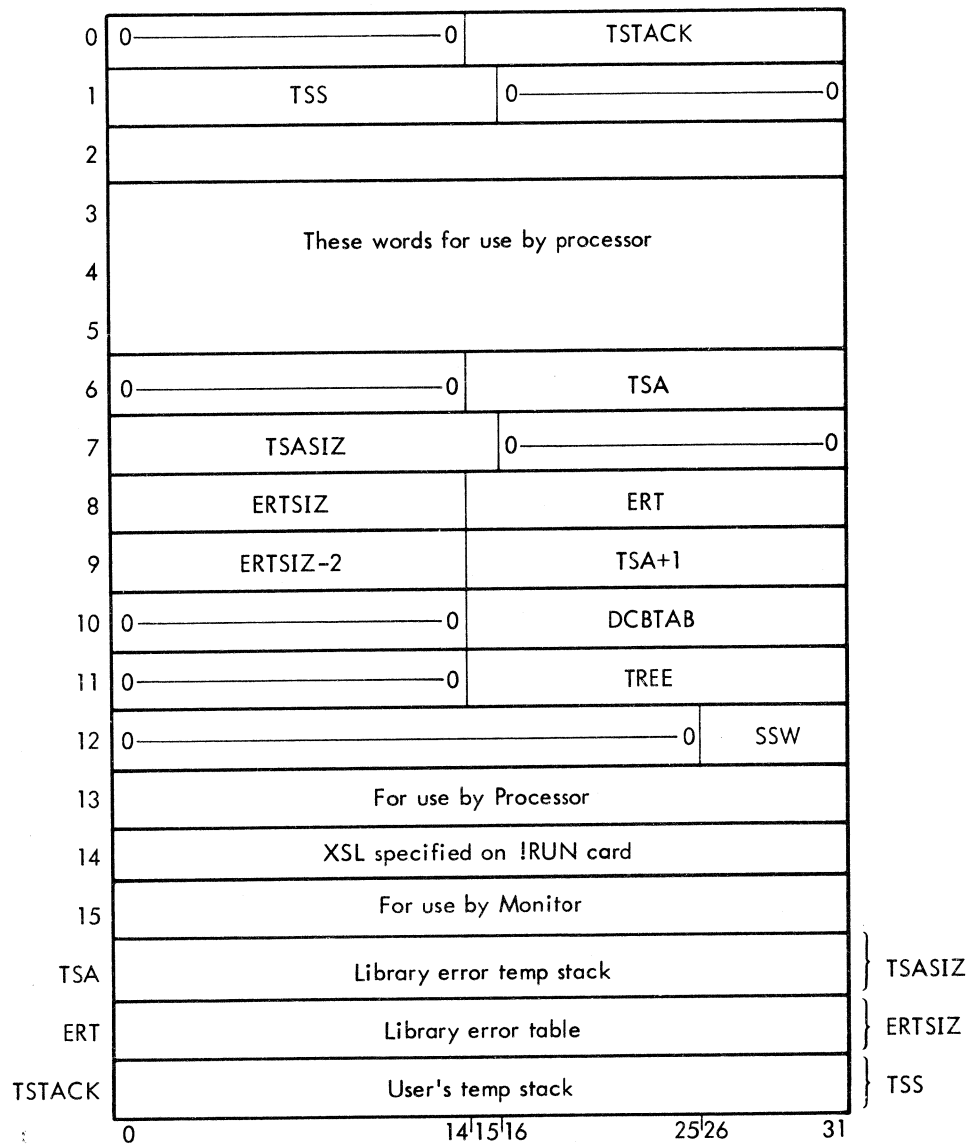 0 0 0 TSTACK
1 TSS 0 0
2
3
These words for use by processor
4
5
6 0 0 TSA
7 TSASIZ 0 0
8 ERTSIZ ERT
9 ERTSIZ-2 TSA+1
10 0 0 DCBTAB
11 0 0 TREE
12 0 0 SSW
13 For use by Processor
14 XSL specified on !RUN card
15 For use by Monitor
TSA Library error temp stack TSASIZ
ERT Library error table ERTSIZ
TSTACK User's temp stack TSS
0 14 15 16 25 26 31